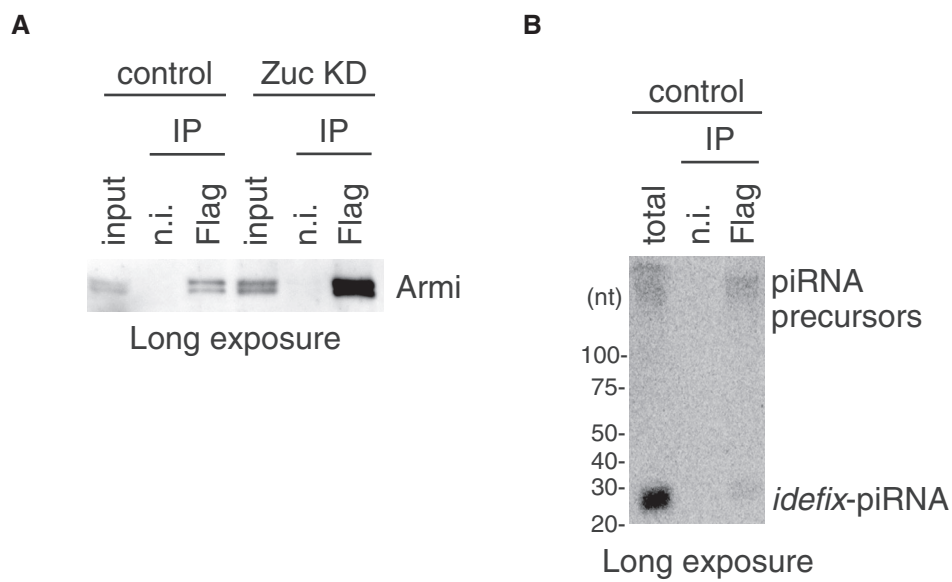 A
control Zuc KD
IP IP
input n.i. Flag input n.i. Flag
Armi
Long exposure
B
control
IP
total n.i. Flag
(nt)
piRNA
precursors
100-
75-
50-
40-
30-
idefix-piRNA
20-
Long exposure